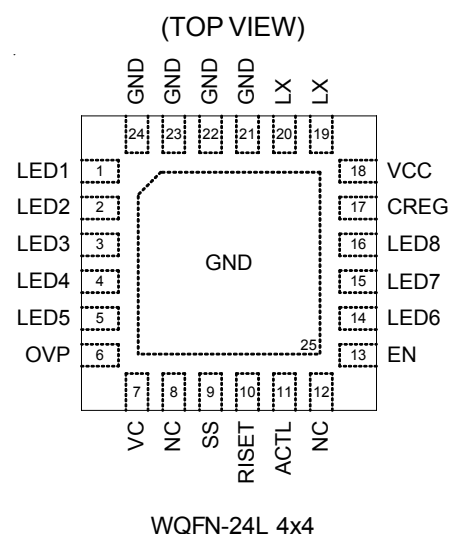 (TOP VIEW)
GND GND GND GND LX LX
24 23 22 21 20 19
LED1 1 18 VCC
LED2 2 17 CREG
LED3 3 16 LED8
LED4 4 GND 15 LED7
LED5 5 14 LED6
25
OVP 6 13 EN
7 8 9 10 11 12
VC NC SS RISET ACTL NC
WQFN-24L 4x4